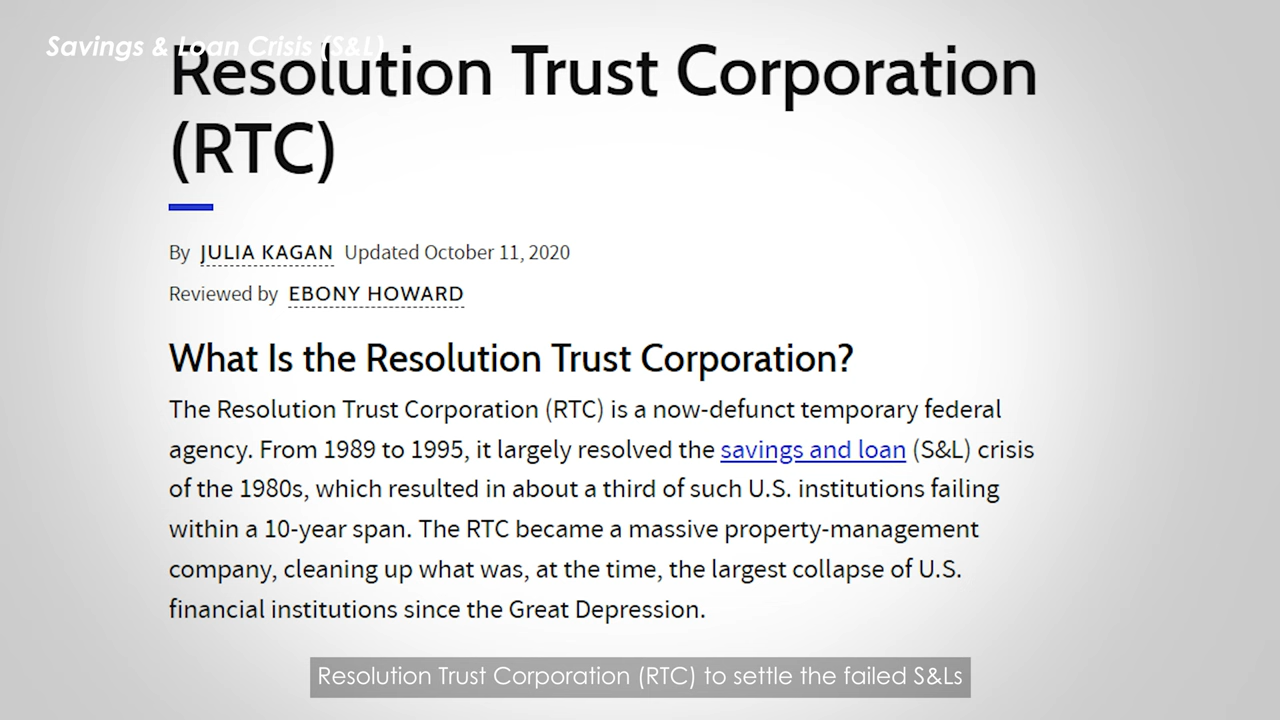 Savings & Loan Crisis (S&L)
Resolution Trust Corporation
(RTC)
By JULIA KAGAN Updated October 11, 2020
Reviewed by EBONY HOWARD
What Is the Resolution Trust Corporation?
The Resolution Trust Corporation (RTC) is a now-defunct temporary federal
agency. From 1989 to 1995, it largely resolved the savings and loan (S&L) crisis
of the 1980s, which resulted in about a third of such U.S. institutions failing
within a 10-year span. The RTC became a massive property-management
company, cleaning up what was, at the time, the largest collapse of U.S.
financial institutions since the Great Depression.
Resolution Trust Corporation (RTC) to settle the failed S&Ls